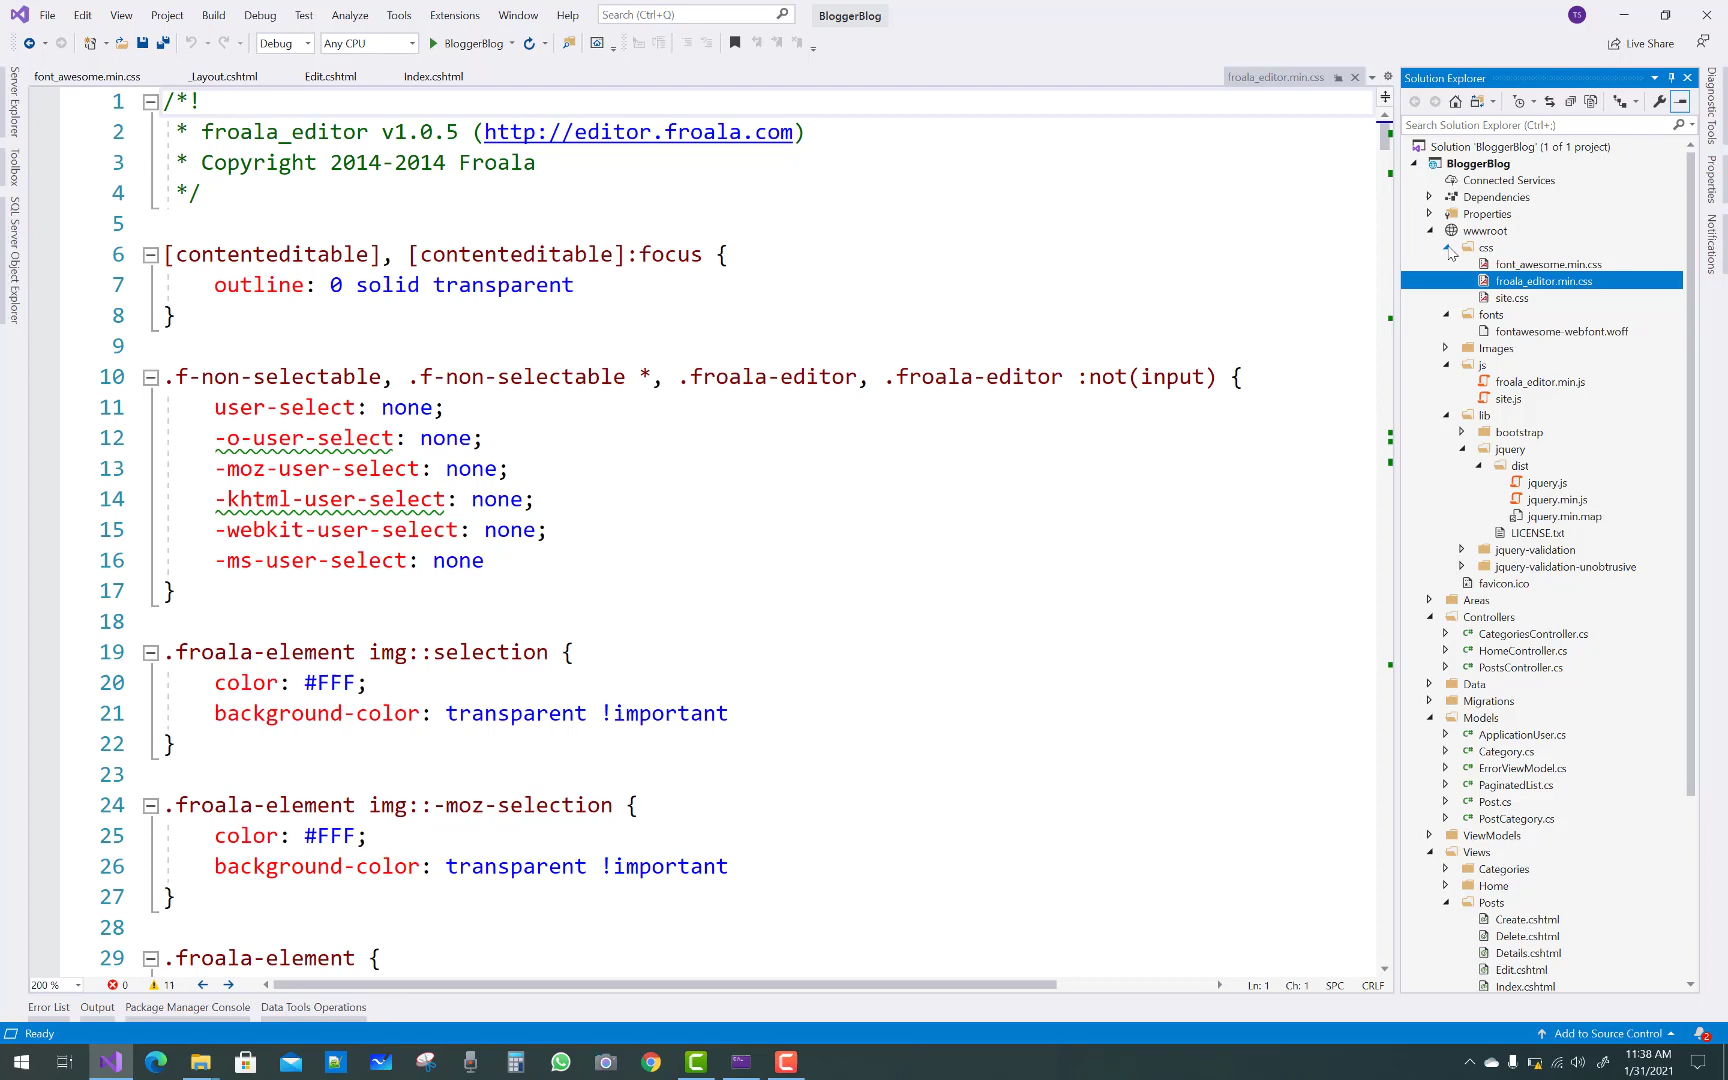 File Edit View Project Build Debug Test Analyze Tools Extensions Window Help Search (Ctrl+Q) BloggerBlog TS
Debug Any CPU BloggerBlog Live Share
font_awesome.min.css _Layout.cshtml Edit.cshtml Index.cshtml froala_editor.min.css
Server Explorer
Toolbox
SQL Server Object Explorer
1 /*!
2 * froala_editor v1.0.5 (http://editor.froala.com)
3 * Copyright 2014-2014 Froala
4 */
5
6 [contenteditable], [contenteditable]:focus {
7 outline: 0 solid transparent
8 }
9
10 .f-non-selectable, .f-non-selectable *, .froala-editor, .froala-editor :not(input) {
11 user-select: none;
12 -o-user-select: none;
13 -moz-user-select: none;
14 -khtml-user-select: none;
15 -webkit-user-select: none;
16 -ms-user-select: none
17 }
18
19 .froala-element img::selection {
20 color: #FFF;
21 background-color: transparent !important
22 }
23
24 .froala-element img::-moz-selection {
25 color: #FFF;
26 background-color: transparent !important
27 }
28
29 .froala-element {
200 % 0 11 Ln: 1 Ch: 1 SPC CRLF
Solution Explorer
Search Solution Explorer (Ctrl+;)
Solution 'BloggerBlog' (1 of 1 project)
BloggerBlog
Connected Services
Dependencies
Properties
wwwroot
css
font_awesome.min.css
froala_editor.min.css
site.css
fonts
fontawesome-webfont.woff
Images
js
froala_editor.min.js
site.js
lib
bootstrap
jquery
dist
jquery.js
jquery.min.js
jquery.min.map
LICENSE.txt
jquery-validation
jquery-validation-unobtrusive
favicon.ico
Areas
Controllers
CategoriesController.cs
HomeController.cs
PostsController.cs
Data
Migrations
Models
ApplicationUser.cs
Category.cs
ErrorViewModel.cs
PaginatedList.cs
Post.cs
PostCategory.cs
ViewModels
Views
Categories
Home
Posts
Create.cshtml
Delete.cshtml
Details.cshtml
Edit.cshtml
Index.cshtml
Diagnostic Tools
Properties
Notifications
Error List Output Package Manager Console Data Tools Operations
Ready Add to Source Control 2
11:38 AM
1/31/2021